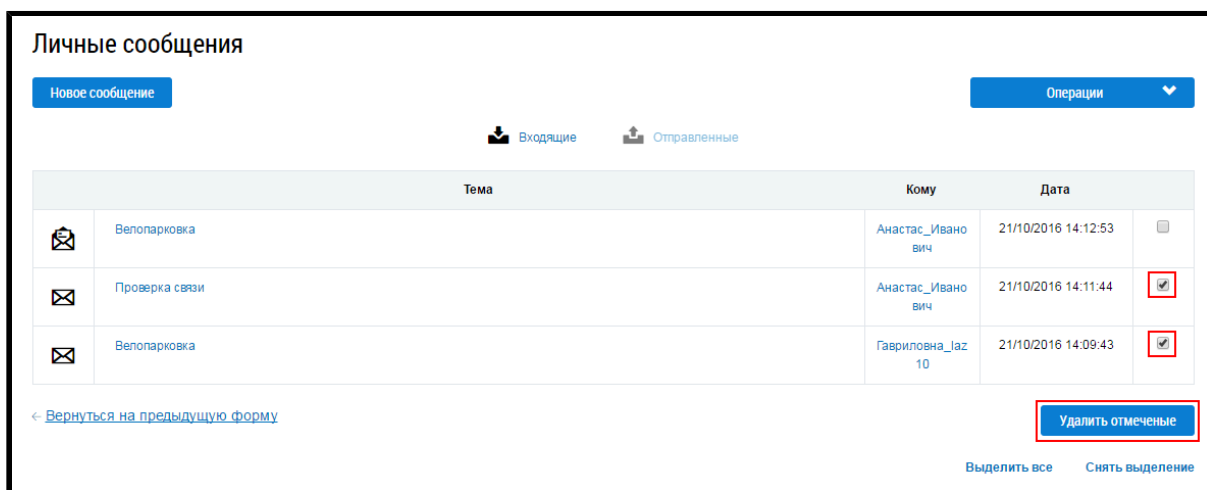 Личные сообщения
Новое сообщение
Операции
Входящие Отправленные
Тема Кому Дата
Велопарковка Анастас_Ивано 21/10/2016 14:12:53
вич
Проверка связи Анастас_Ивано 21/10/2016 14:11:44
вич
Велопарковка Гавриловна_laz 21/10/2016 14:09:43
10
← Вернуться на предыдущую форму
Удалить отмеченые
Выделить все Снять выделение